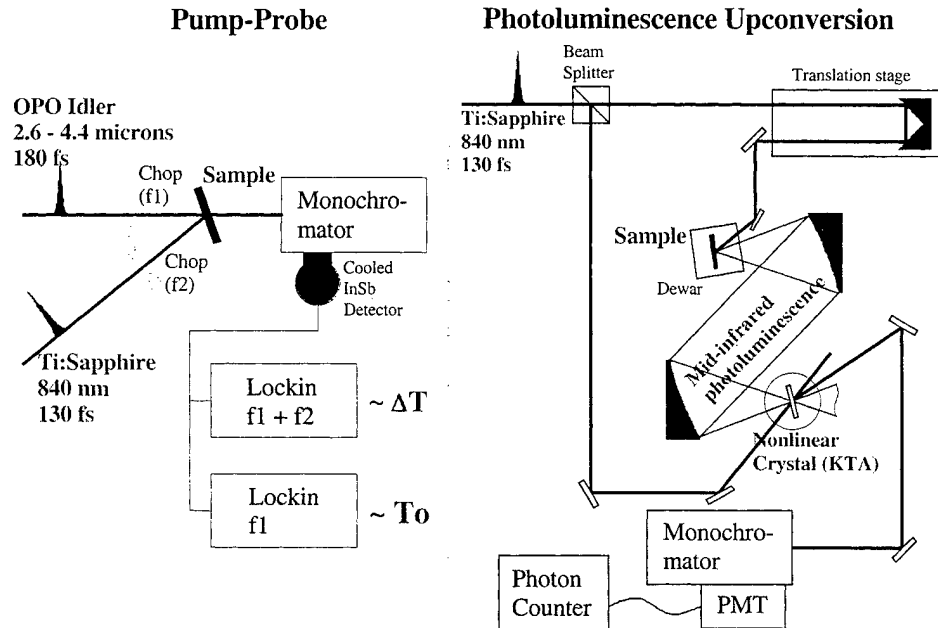 Pump-Probe
OPO Idler
2.6 - 4.4 microns
180 fs
Chop
(f1)
Sample
Monochro-
mator
Chop
(f2)
Cooled
InSb
Detector
Ti:Sapphire
840 nm
130 fs
Lockin
f1 + f2
~ ΔT
Lockin
f1
~ To
Photoluminescence Upconversion
Beam
Splitter
Translation stage
Ti:Sapphire
840 nm
130 fs
Sample
Dewar
Mid-infrared
photoluminescence
Nonlinear
Crystal (KTA)
Monochro-
mator
Photon
Counter
PMT